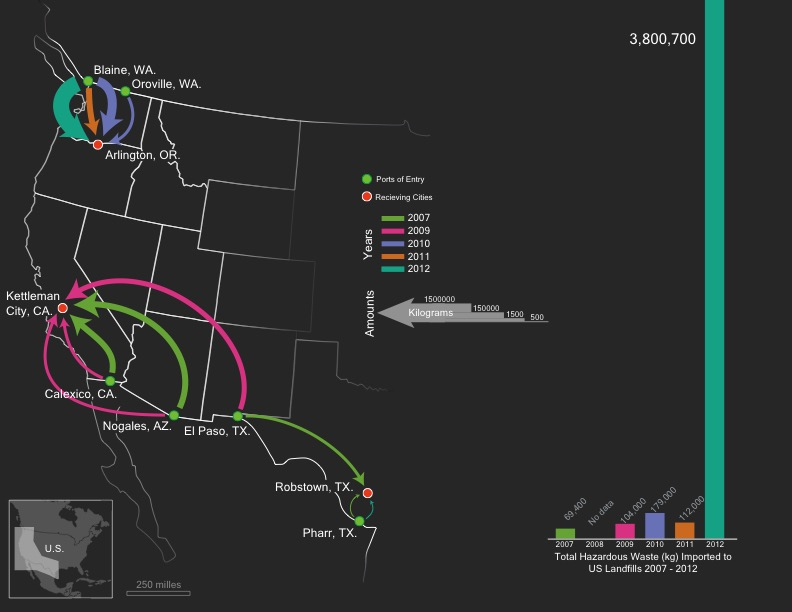 3,800,700
Blaine, WA.
Oroville, WA.
Arlington, OR.
Ports of Entry
Recieving Cities
Years
2007
2009
2010
2011
2012
Kettleman
City, CA.
Amounts
1500000
150000
1500
500
Kilograms
Calexico, CA.
Nogales, AZ.
El Paso, TX.
Robstown, TX.
Pharr, TX.
69,400
No data
104,000
179,000
112,000
2007
2008
2009
2010
2011
2012
Total Hazardous Waste (kg) Imported to
US Landfills 2007 - 2012
U.S.
250 milles